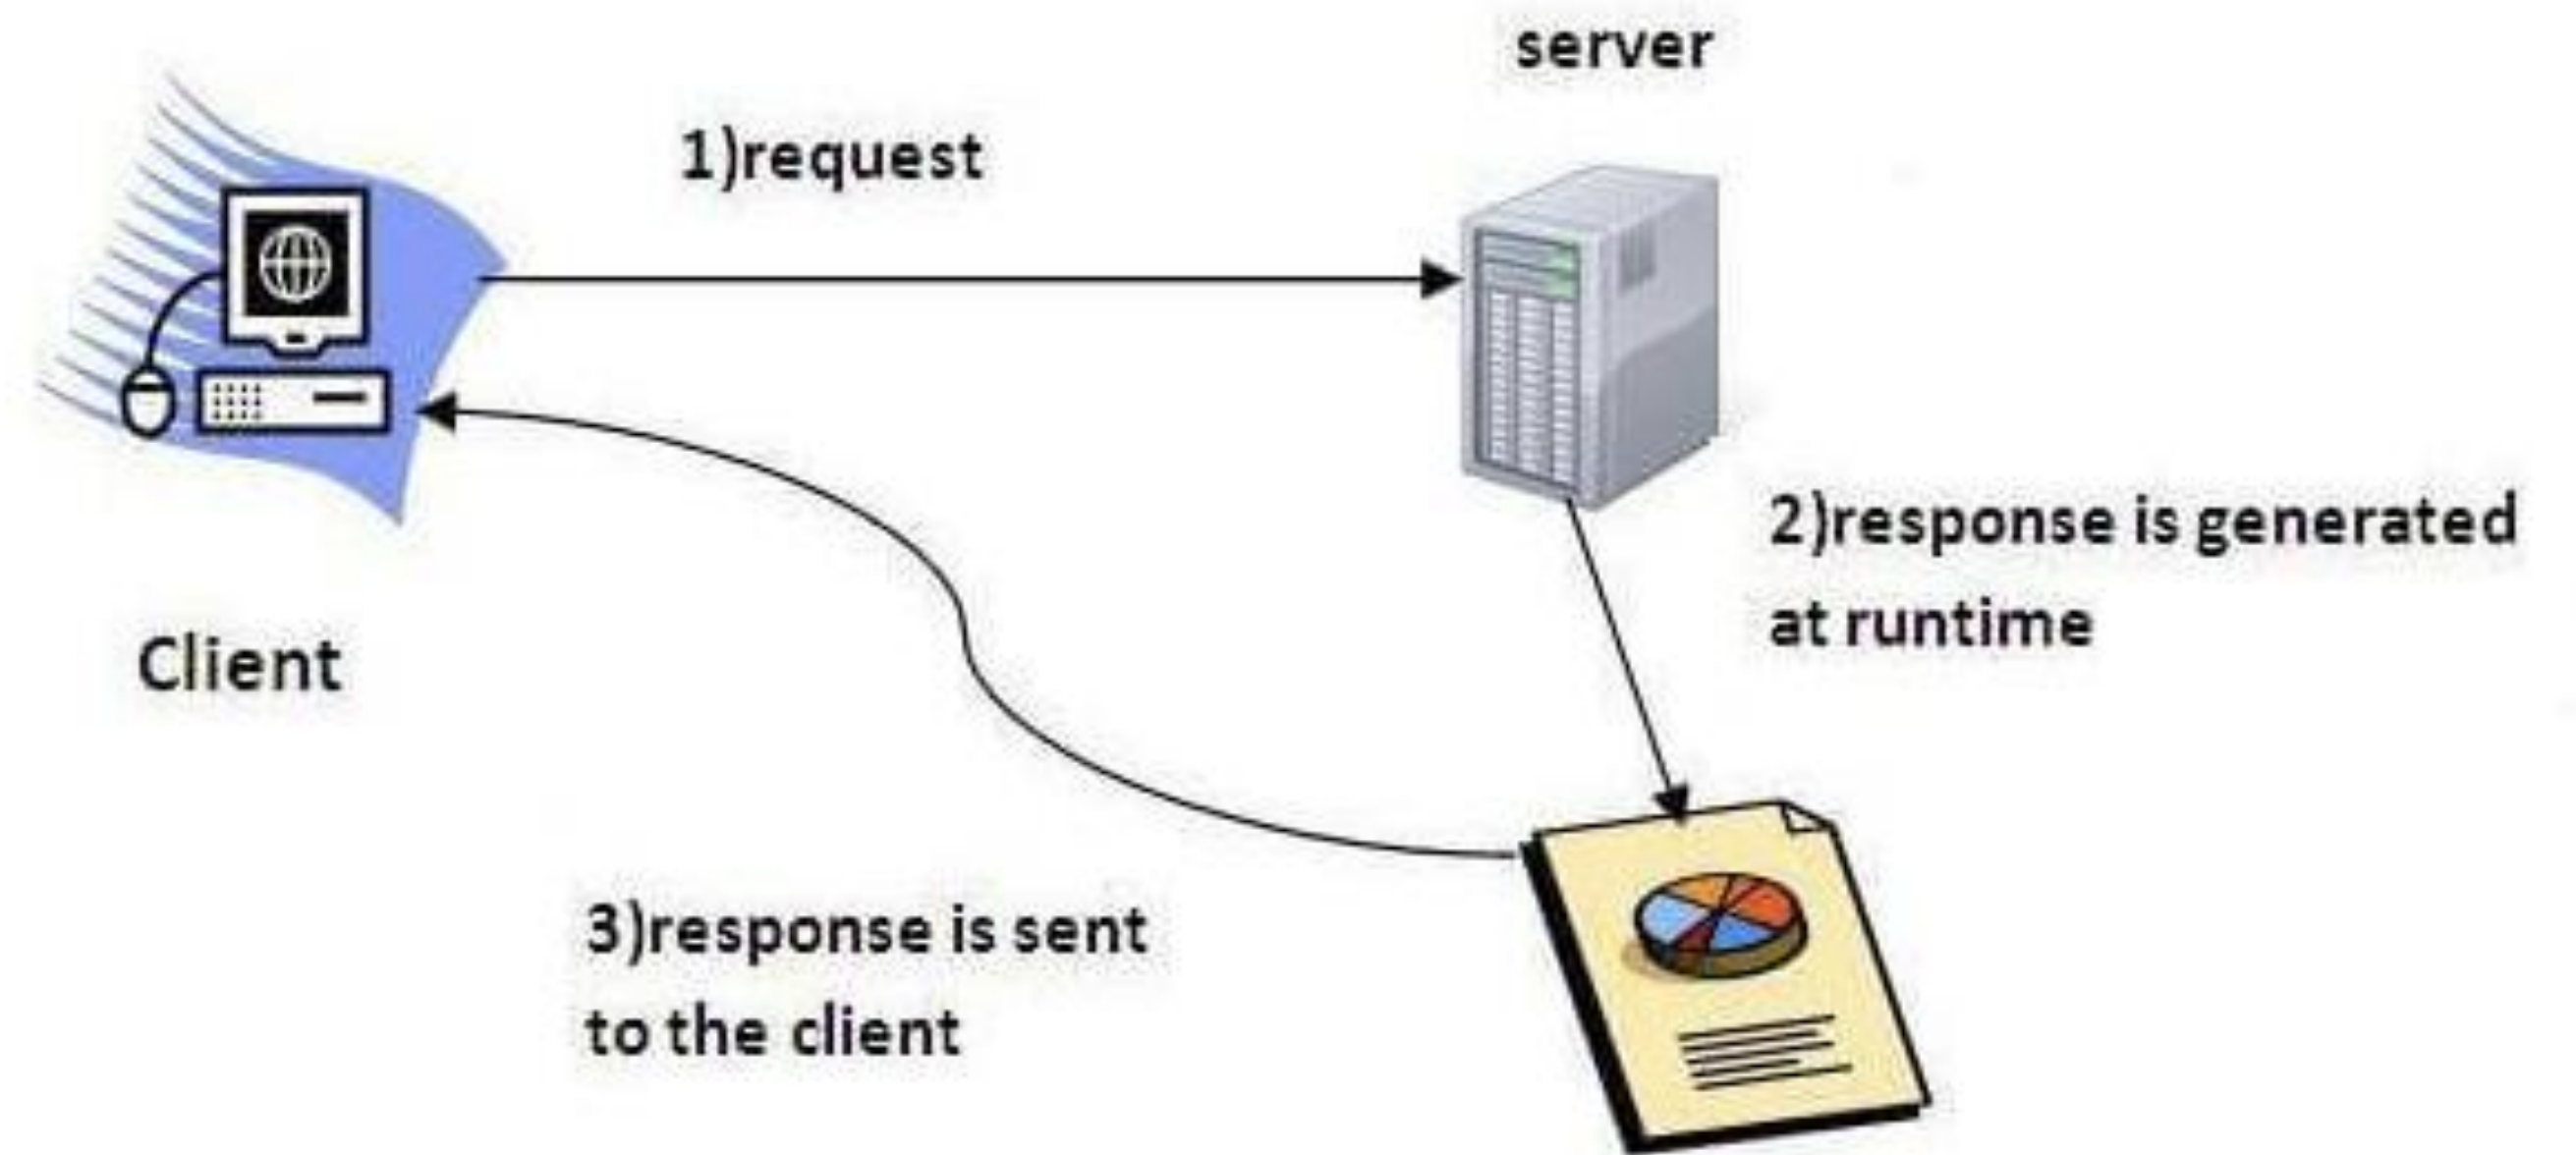 server
1)request
2)response is generated
at runtime
Client
3)response is sent
to the client